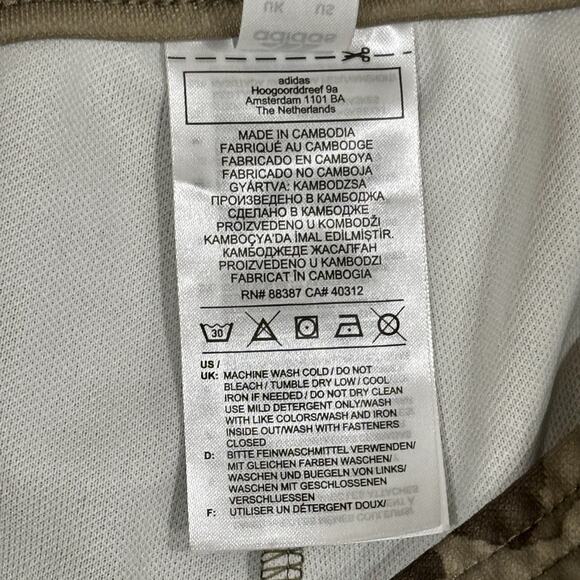 UK US
adidas
adidas
Hoogoorddreef 9a
Amsterdam 1101 BA
The Netherlands
MADE IN CAMBODIA
FABRIQUÉ AU CAMBODGE
FABRICADO EN CAMBOYA
FABRICADO NO CAMBOJA
GYÁRTVA: KAMBODZSA
ПРОИЗВЕДЕНО В КАМБОДЖА
СДЕЛАНО В КАМБОДЖЕ
PROIZVEDENO U KOMBODŽI
KAMBOÇYA'DA İMAL EDİLMİŞTİR.
КАМБОДЖЕДЕ ЖАСАЛҒАН
PROIZVEDENO U KAMBODŽI
FABRICAT ÎN CAMBOGIA
RN# 88387 CA# 40312
30
US /
UK: MACHINE WASH COLD / DO NOT
BLEACH / TUMBLE DRY LOW / COOL
IRON IF NEEDED / DO NOT DRY CLEAN
USE MILD DETERGENT ONLY/WASH
WITH LIKE COLORS/WASH AND IRON
INSIDE OUT/WASH WITH FASTENERS
CLOSED
D: BITTE FEINWASCHMITTEL VERWENDEN/
MIT GLEICHEN FARBEN WASCHEN/
WASCHEN UND BUEGELN VON LINKS/
WASCHEN MIT GESCHLOSSENEN
VERSCHLUESSEN
F: UTILISER UN DÉTERGENT DOUX/